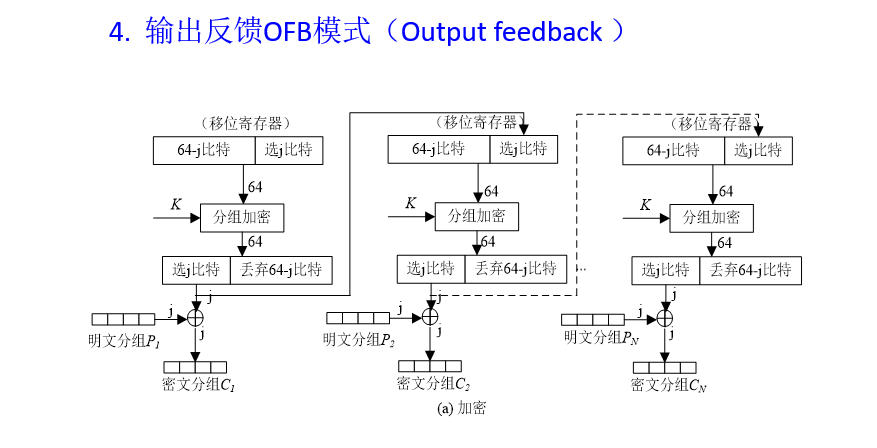 4. 输出反馈OFB模式（Output feedback ）
（移位寄存器） （移位寄存器） （移位寄存器）
64-j比特 选j比特 64-j比特 选j比特 64-j比特 选j比特
64 64 64
K 分组加密 K 分组加密 K 分组加密
64 64 64
选j比特 丢弃64-j比特 选j比特 丢弃64-j比特 ... 选j比特 丢弃64-j比特
j j j
j j j
明文分组P1 j 明文分组P2 j 明文分组PN j
密文分组C1 密文分组C2 密文分组CN
(a) 加密